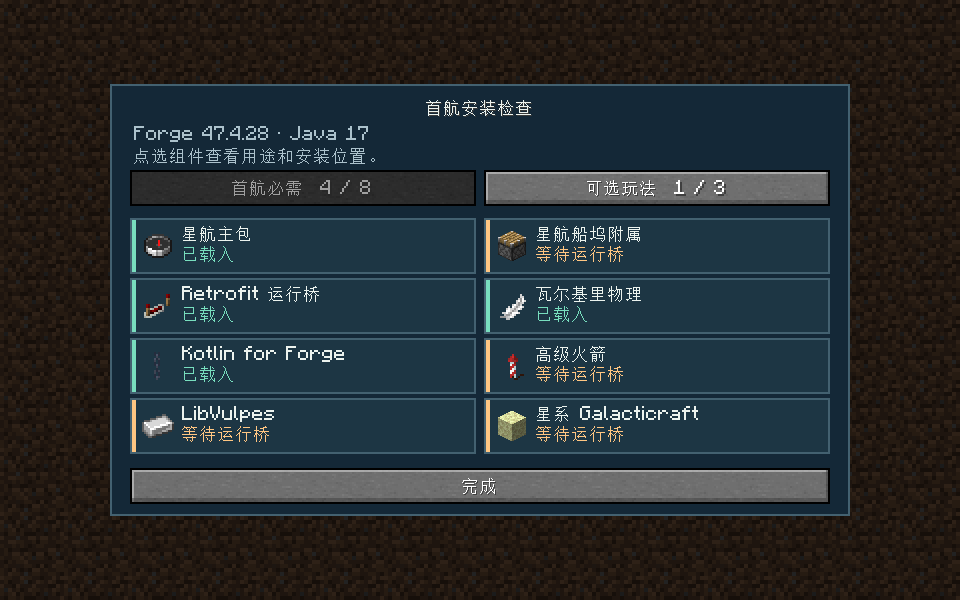 首航安装检查
Forge 47.4.28 · Java 17
点选组件查看用途和安装位置。
首航必需 4 / 8
可选玩法 1 / 3
星航主包
已载入
星航船坞附属
等待运行桥
Retrofit 运行桥
已载入
瓦尔基里物理
已载入
Kotlin for Forge
已载入
高级火箭
等待运行桥
LibVulpes
等待运行桥
星系 Galacticraft
等待运行桥
完成